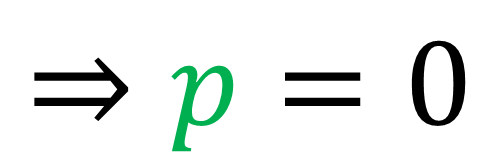 ⇒ p = 0